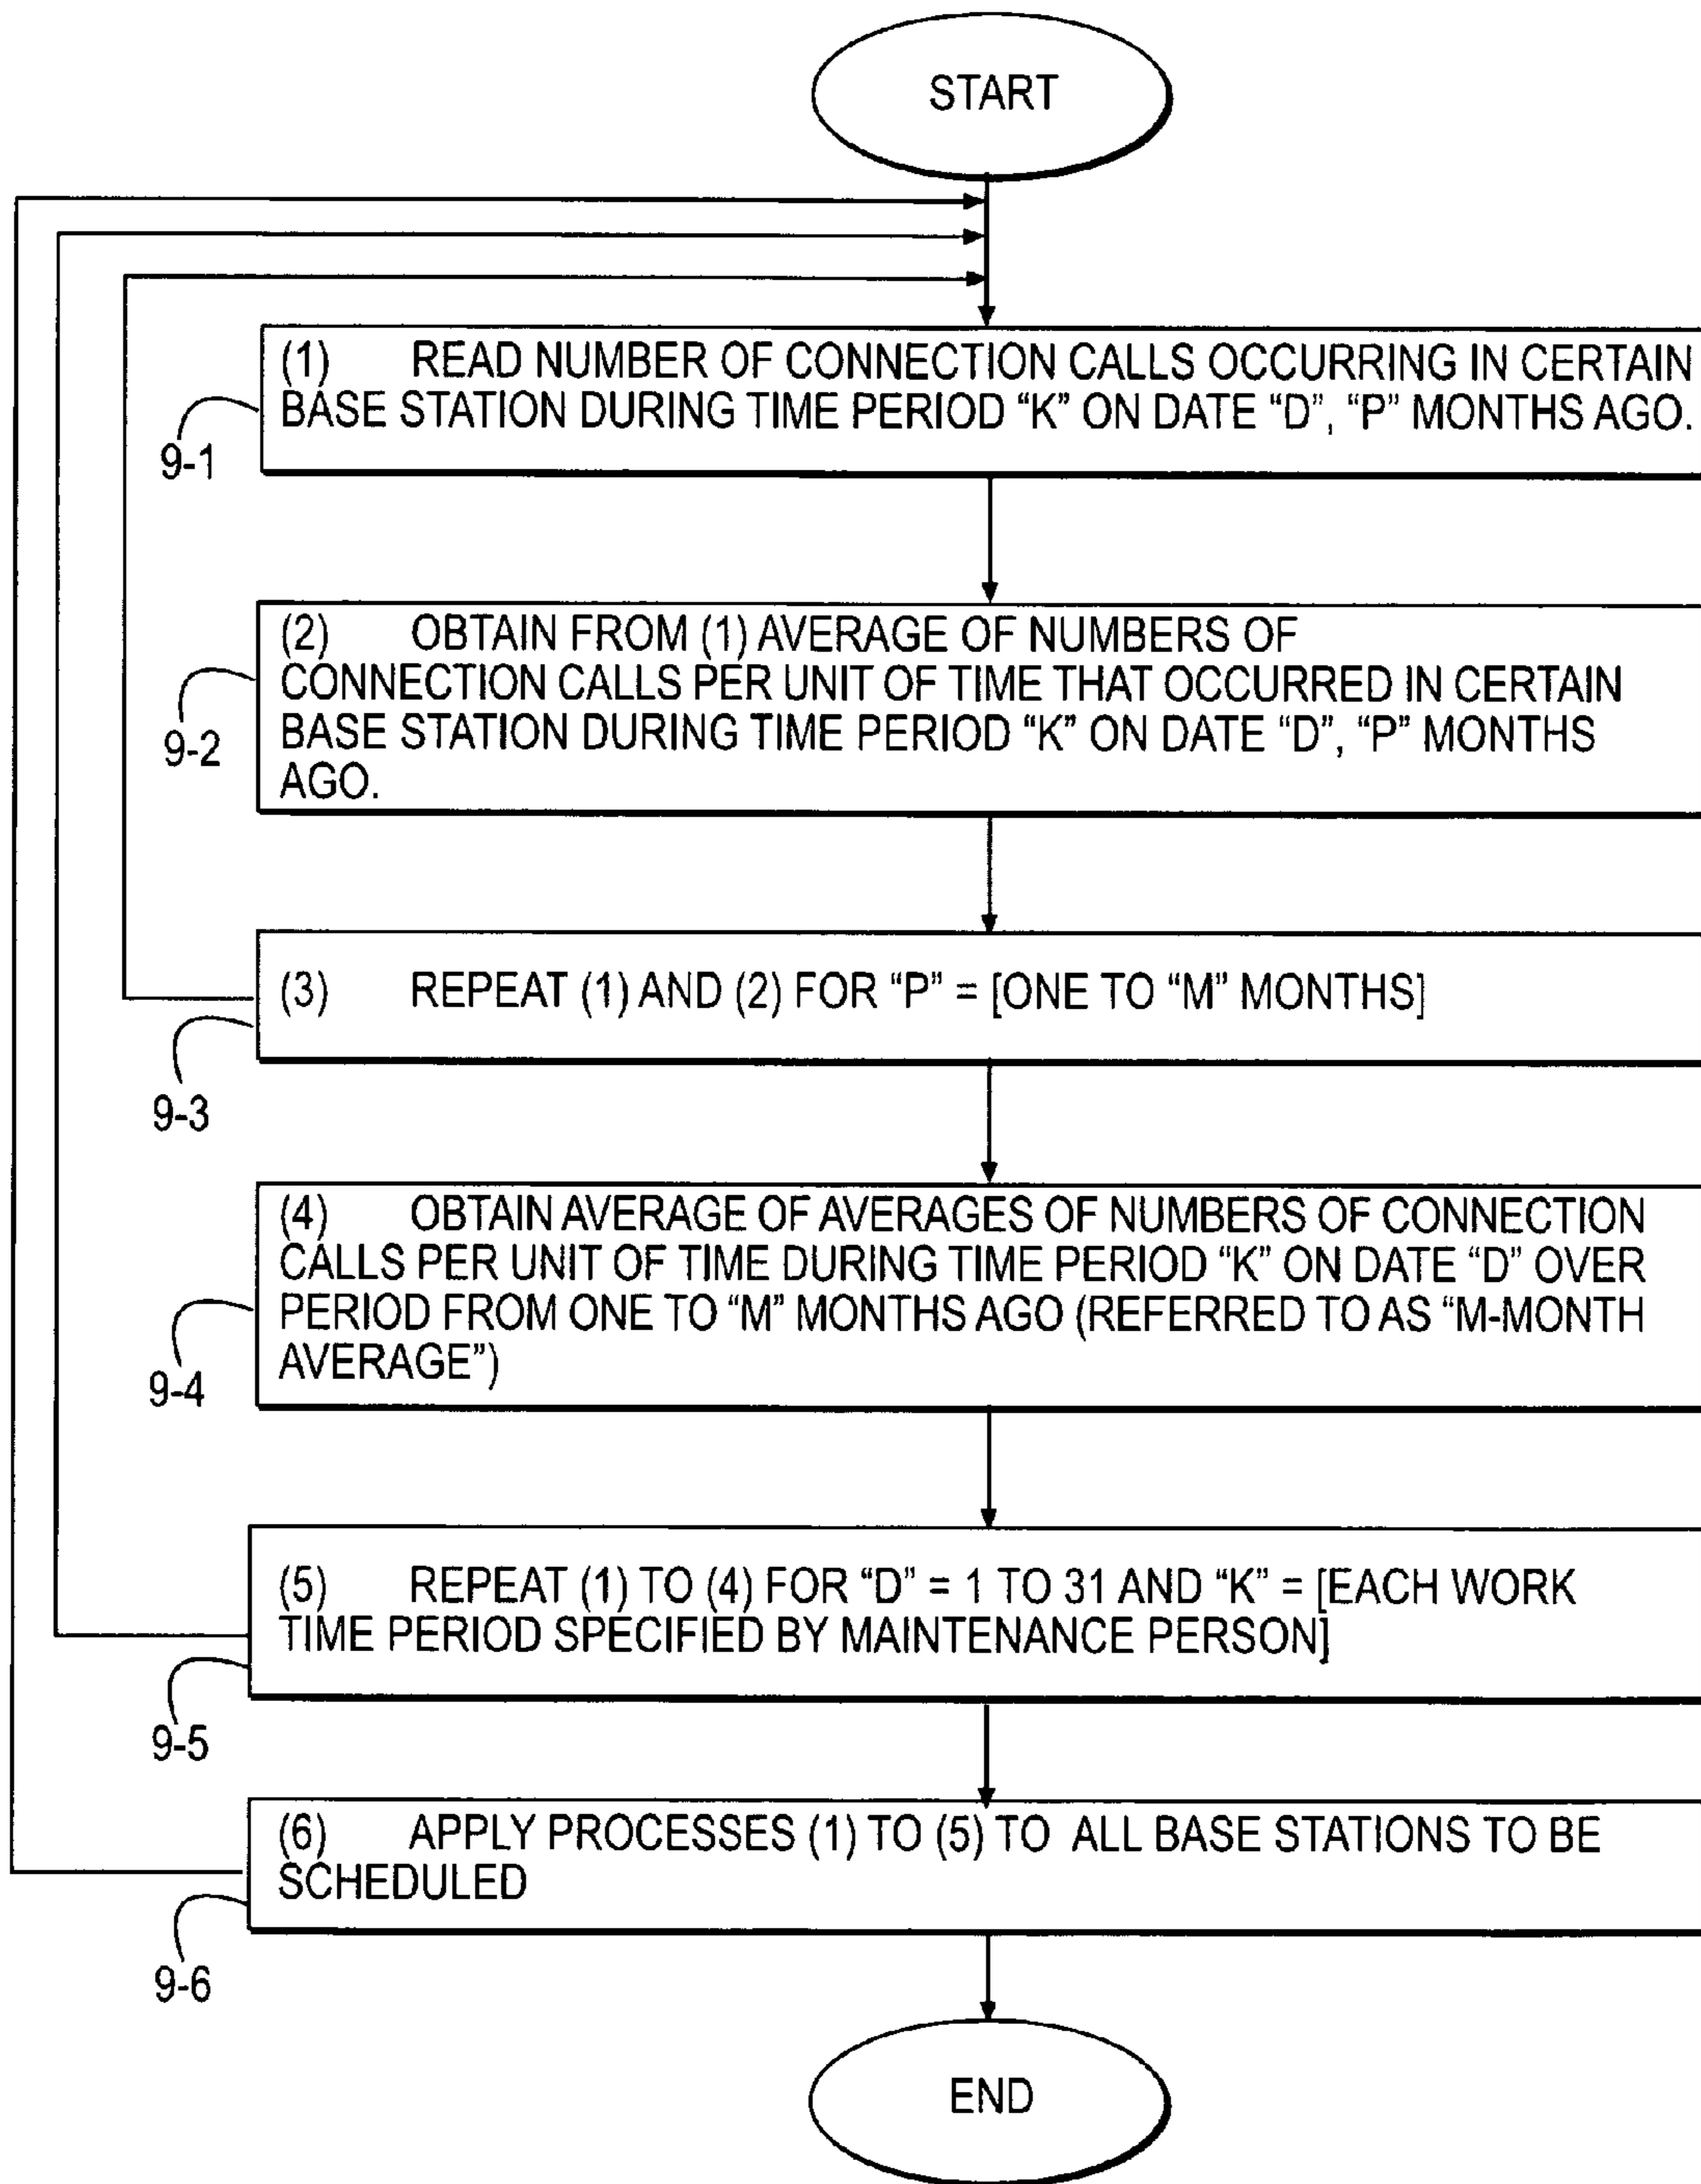 START
(1) READ NUMBER OF CONNECTION CALLS OCCURRING IN CERTAIN
BASE STATION DURING TIME PERIOD “K” ON DATE “D”, “P” MONTHS AGO.
9-1
(2) OBTAIN FROM (1) AVERAGE OF NUMBERS OF
CONNECTION CALLS PER UNIT OF TIME THAT OCCURRED IN CERTAIN
BASE STATION DURING TIME PERIOD “K” ON DATE “D”, “P” MONTHS
AGO.
9-2
(3) REPEAT (1) AND (2) FOR “P” = [ONE TO “M” MONTHS]
9-3
(4) OBTAIN AVERAGE OF AVERAGES OF NUMBERS OF CONNECTION
CALLS PER UNIT OF TIME DURING TIME PERIOD “K” ON DATE “D” OVER
PERIOD FROM ONE TO “M” MONTHS AGO (REFERRED TO AS “M-MONTH
AVERAGE”)
9-4
(5) REPEAT (1) TO (4) FOR “D” = 1 TO 31 AND “K” = [EACH WORK
TIME PERIOD SPECIFIED BY MAINTENANCE PERSON]
9-5
(6) APPLY PROCESSES (1) TO (5) TO ALL BASE STATIONS TO BE
SCHEDULED
9-6
END